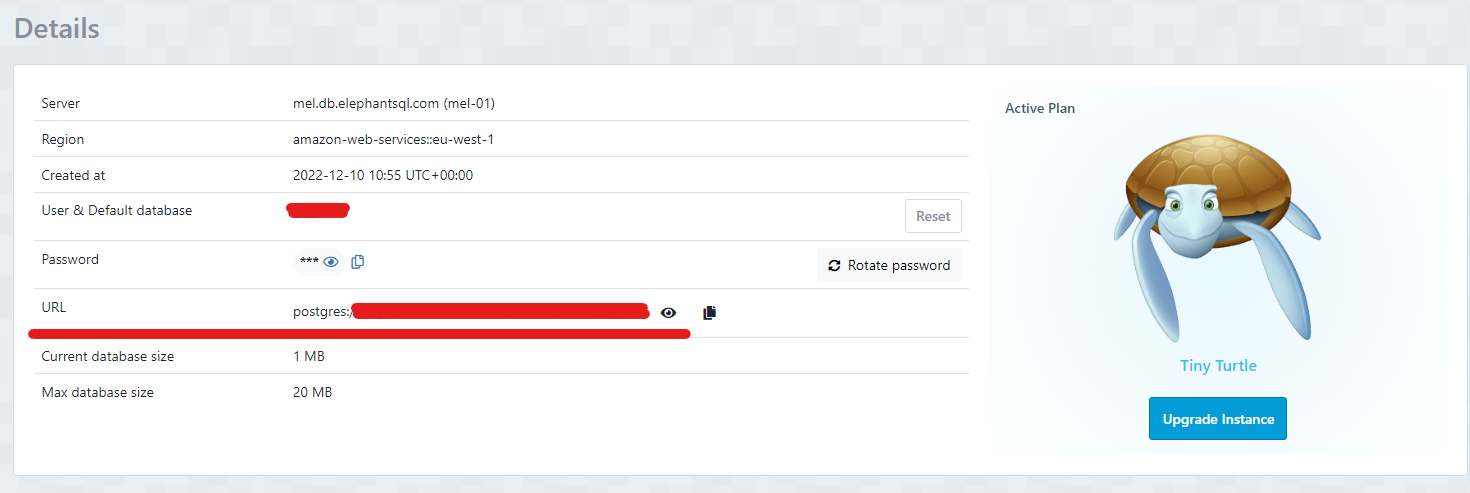 Details
Server mel.db.elephantsql.com (mel-01)
Active Plan
Region amazon-web-services::eu-west-1
Created at 2022-12-10 10:55 UTC+00:00
User & Default database Reset
Password *** Rotate password
URL postgres:/
Current database size 1 MB
Max database size 20 MB
Tiny Turtle
Upgrade Instance